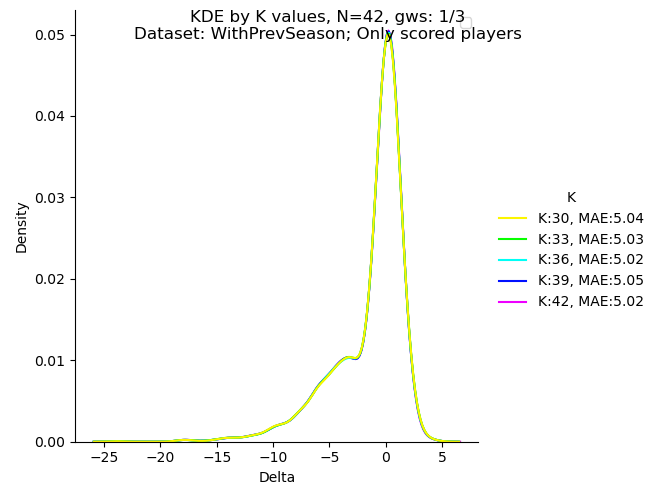 KDE by K values, N=42, gws: 1/3
Dataset: WithPrevSeason; Only scored players
0.05
0.04
0.03
0.02
0.01
0.00
Density
−25
−20
−15
−10
−5
0
5
Delta
K
K:30, MAE:5.04
K:33, MAE:5.03
K:36, MAE:5.02
K:39, MAE:5.05
K:42, MAE:5.02